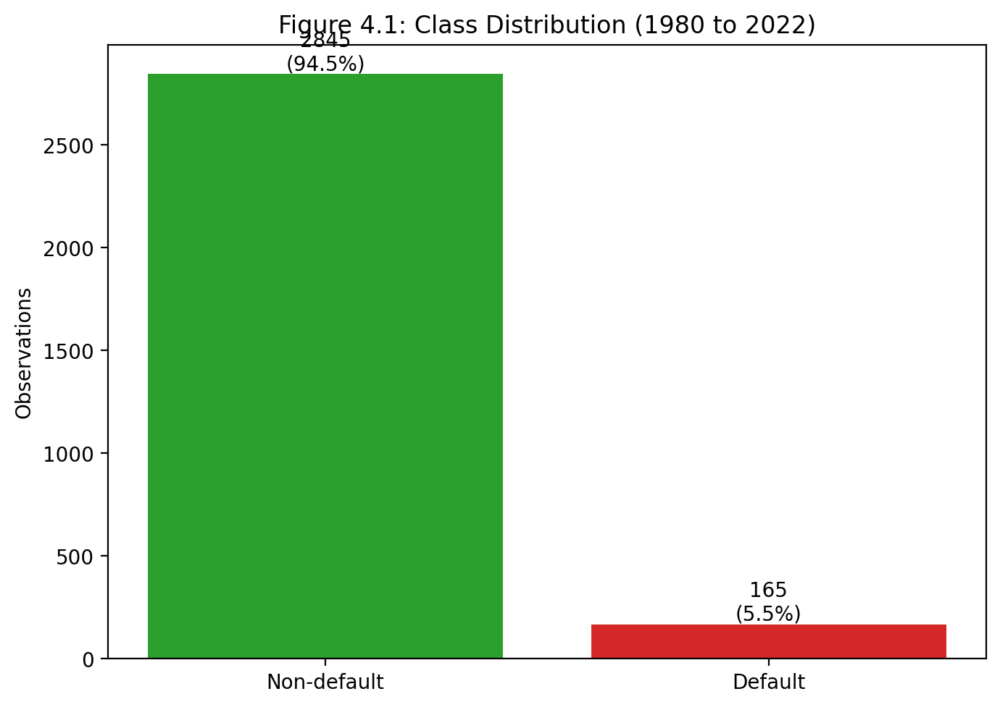 Figure 4.1: Class Distribution (1980 to 2022)
2845
(94.5%)
2500
2000
1500
1000
500
0
Observations
165
(5.5%)
Non-default
Default